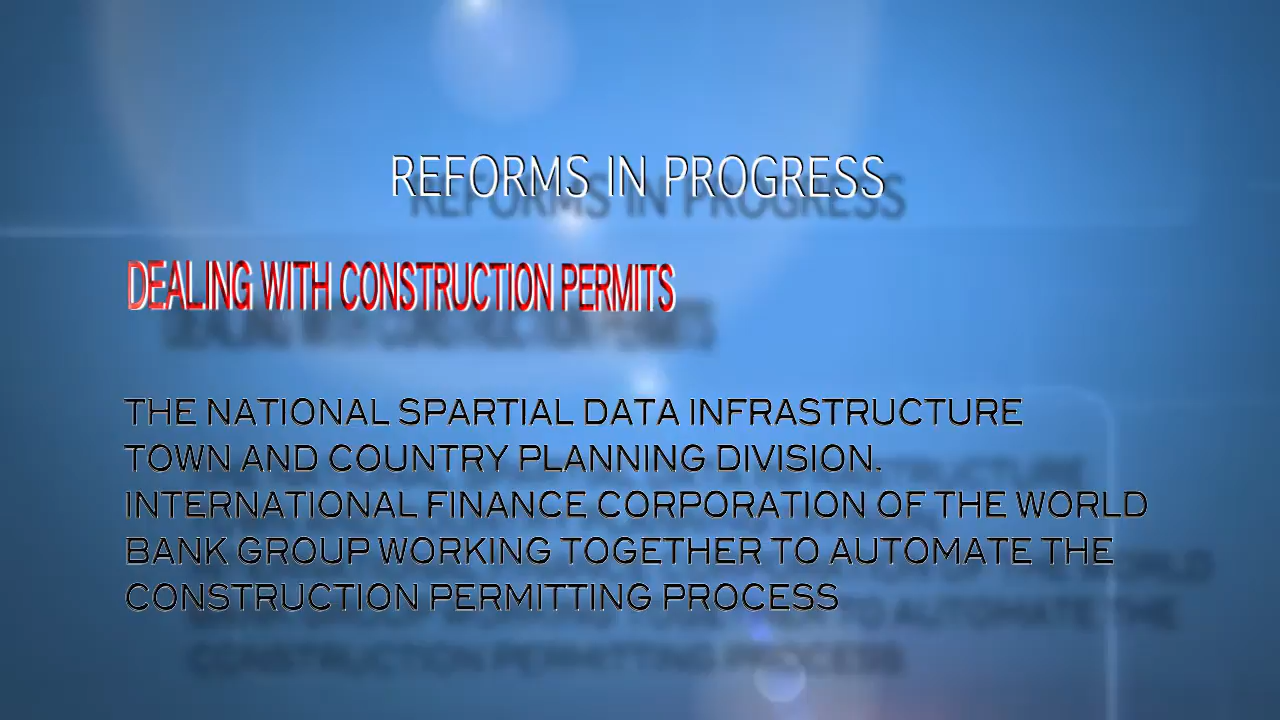 REFORMS IN PROGRESS
DEALING WITH CONSTRUCTION PERMITS
THE NATIONAL SPARTIAL DATA INFRASTRUCTURE
TOWN AND COUNTRY PLANNING DIVISION.
INTERNATIONAL FINANCE CORPORATION OF THE WORLD
BANK GROUP WORKING TOGETHER TO AUTOMATE THE
CONSTRUCTION PERMITTING PROCESS